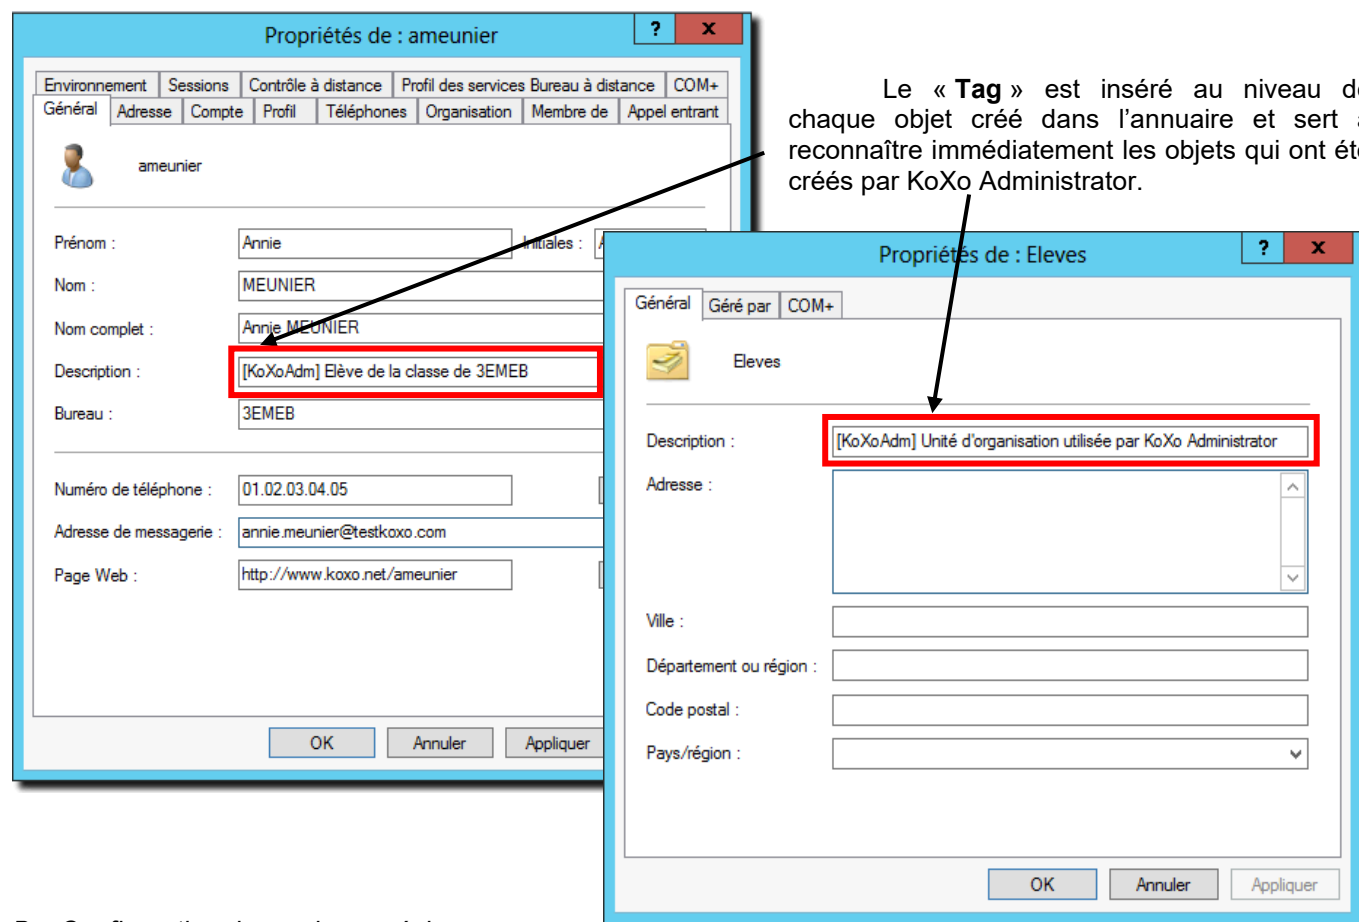 Propriétés de : ameunier
? x
Environnement Sessions Contrôle à distance Profil des services Bureau à distance COM+
Général Adresse Compte Profil Téléphones Organisation Membre de Appel entrant
ameunier
Prénom : Annie Initiales :
Nom : MEUNIER
Nom complet : Annie MEUNIER
Description : [KoXoAdm] Elève de la classe de 3EMEB
Bureau : 3EMEB
Numéro de téléphone : 01.02.03.04.05
Adresse de messagerie : annie.meunier@testkoxo.com
Page Web : http://www.koxo.net/ameunier
OK Annuler Appliquer
Le « Tag » est inséré au niveau de
chaque objet créé dans l'annuaire et sert à
reconnaître immédiatement les objets qui ont été
créés par KoXo Administrator.
Propriétés de : Eleves
? x
Général Géré par COM+
Eleves
Description : [KoXoAdm] Unité d'organisation utilisée par KoXo Administrator
Adresse :
Ville :
Département ou région :
Code postal :
Pays/région :
OK Annuler Appliquer